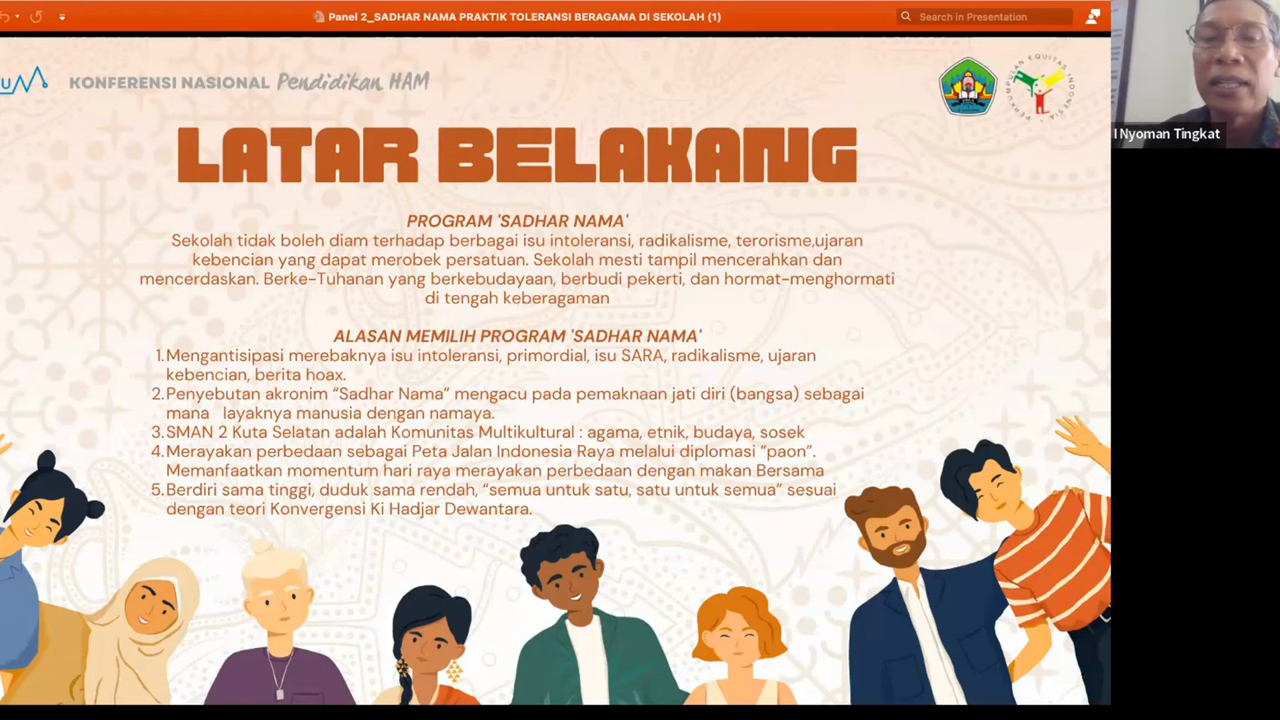 Panel 2_SADHAR NAMA PRAKTIK TOLERANSI BERAGAMA DI SEKOLAH (1)
Search in Presentation
KONFERENSI NASIONAL Pendidikan HAM
PERKUMPULAN EQUITAS INDONESIA
I Nyoman Tingkat
LATAR BELAKANG
PROGRAM 'SADHAR NAMA'
Sekolah tidak boleh diam terhadap berbagai isu intoleransi, radikalisme, terorisme,ujaran
kebencian yang dapat merobek persatuan. Sekolah mesti tampil mencerahkan dan
mencerdaskan. Berke-Tuhanan yang berkebudayaan, berbudi pekerti, dan hormat-menghormati
di tengah keberagaman
ALASAN MEMILIH PROGRAM 'SADHAR NAMA'
1. Mengantisipasi merebaknya isu intoleransi, primordial, isu SARA, radikalisme, ujaran
kebencian, berita hoax.
2. Penyebutan akronim “Sadhar Nama” mengacu pada pemaknaan jati diri (bangsa) sebagai
mana layaknya manusia dengan namaya.
3. SMAN 2 Kuta Selatan adalah Komunitas Multikultural : agama, etnik, budaya, sosek
4. Merayakan perbedaan sebagai Peta Jalan Indonesia Raya melalui diplomasi “paon”.
Memanfaatkan momentum hari raya merayakan perbedaan dengan makan Bersama
5. Berdiri sama tinggi, duduk sama rendah, “semua untuk satu, satu untuk semua” sesuai
dengan teori Konvergensi Ki Hadjar Dewantara.